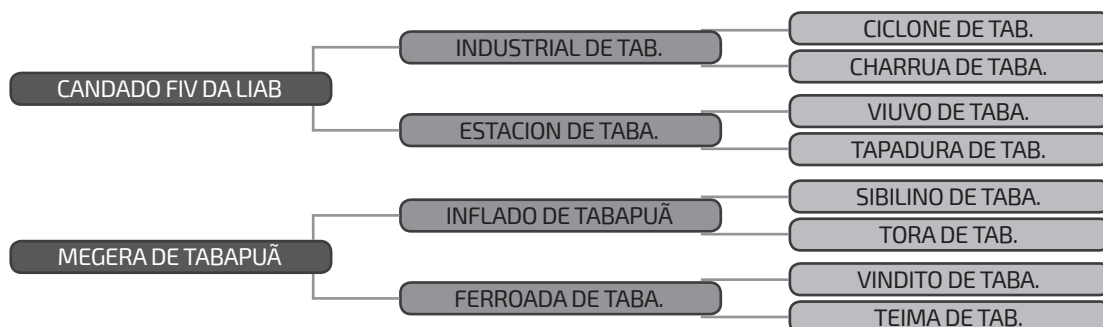 CANDADO FIV DA LIAB
INDUSTRIAL DE TAB.
CICLONE DE TAB.
CHARRUA DE TABA.
ESTACION DE TABA.
VIUVO DE TABA.
TAPADURA DE TAB.
MEGERA DE TABAPUÃ
INFLADO DE TABAPUÃ
SIBILINO DE TABA.
TORA DE TAB.
FERROADA DE TABA.
VINDITO DE TABA.
TEIMA DE TAB.